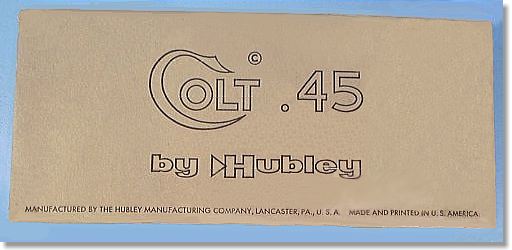 ©
COLT .45
by Hubley
MANUFACTURED BY THE HUBLEY MANUFACTURING COMPANY, LANCASTER, PA., U. S. A. MADE AND PRINTED IN U. S. AMERICA.